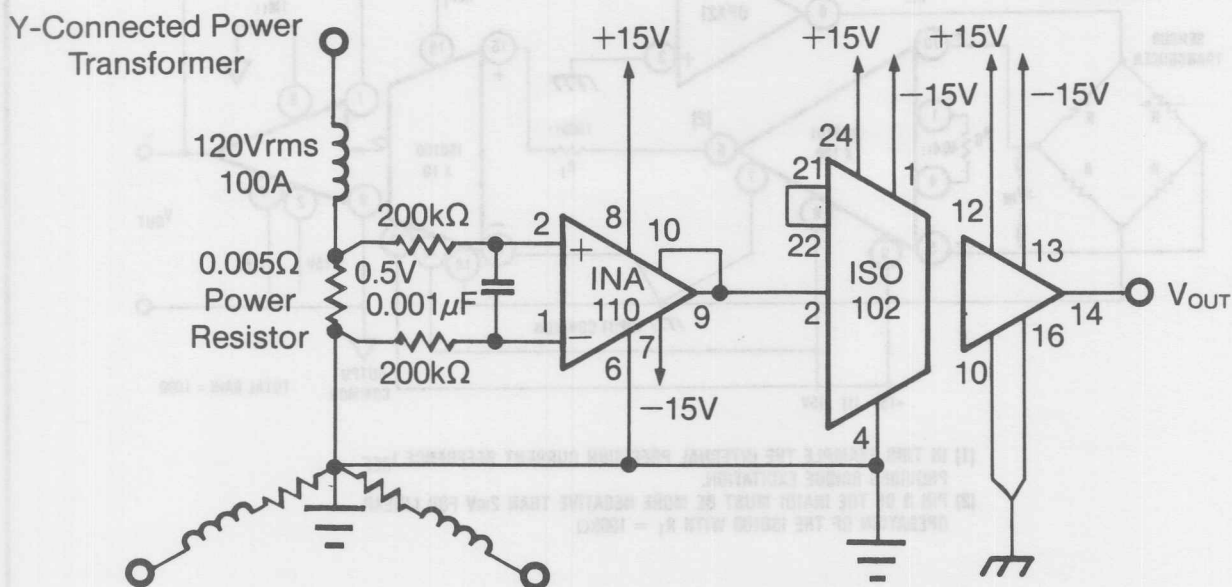 Y-Connected Power
Transformer
120Vrms
100A
0.005Ω
Power
Resistor
0.5V
200kΩ
0.001μF
200kΩ
2
1
+
−
INA
110
8
10
9
7
6
+15V
−15V
+15V
−15V
24
21
22
2
1
ISO
102
4
+15V
−15V
12
13
14
16
10
VOUT